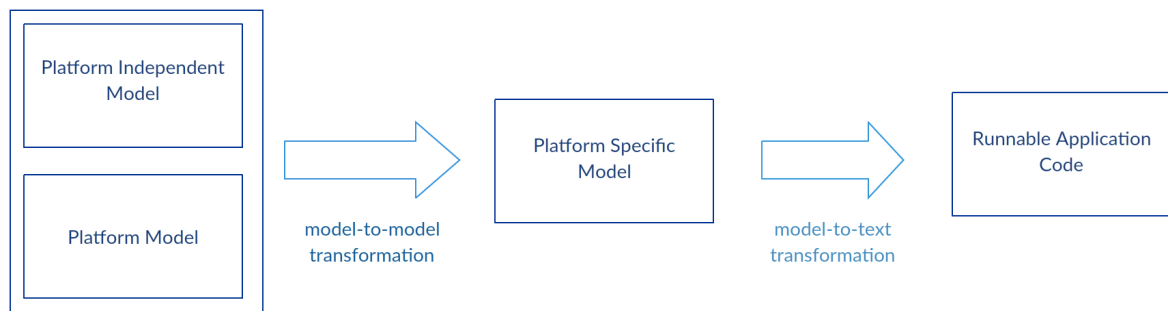 Platform Independent
Model
Platform Model
model-to-model
transformation
Platform Specific
Model
model-to-text
transformation
Runnable Application
Code